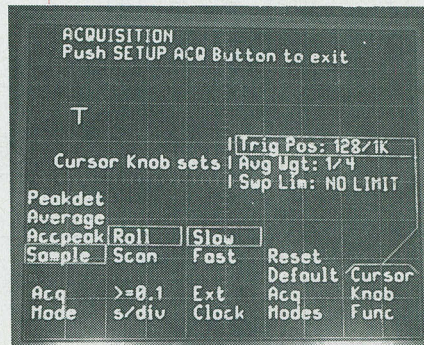 ACQUISITION
Push SETUP ACQ Button to exit
T
Trig Pos: 128/1K
Cursor Knob sets Avg Wgt: 1/4
Swp Lim: NO LIMIT
Peakdet
Average
Accpeak Roll Slow
Sample Scan Fast Reset
Default Cursor
Acq >=0.1 Ext Acq Knob
Mode s/div Clock Modes Func